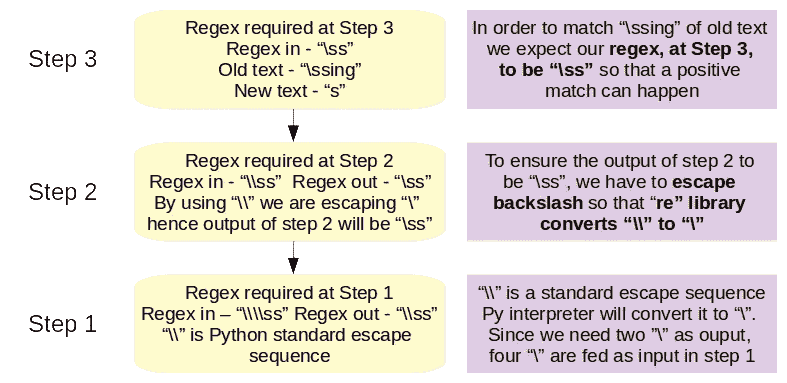 Step 3
Regex required at Step 3
Regex in - “\ss”
Old text - “\ssing”
New text - “s”
In order to match “\ssing” of old text
we expect our regex, at Step 3,
to be “\ss” so that a positive
match can happen
Step 2
Regex required at Step 2
Regex in - “\\ss”  Regex out - “\ss”
By using “\\” we are escaping “\”
hence output of step 2 will be “\ss”
To ensure the output of step 2 to
be “\ss”, we have to escape
backslash so that “re” library
converts “\\” to “\”
Step 1
Regex required at Step 1
Regex in – “\\\\ss” Regex out - “\\ss”
“\\” is Python standard escape
sequence
“\\” is a standard escape sequence
Py interpreter will convert it to “\”.
Since we need two ”\” as ouput,
four “\” are fed as input in step 1